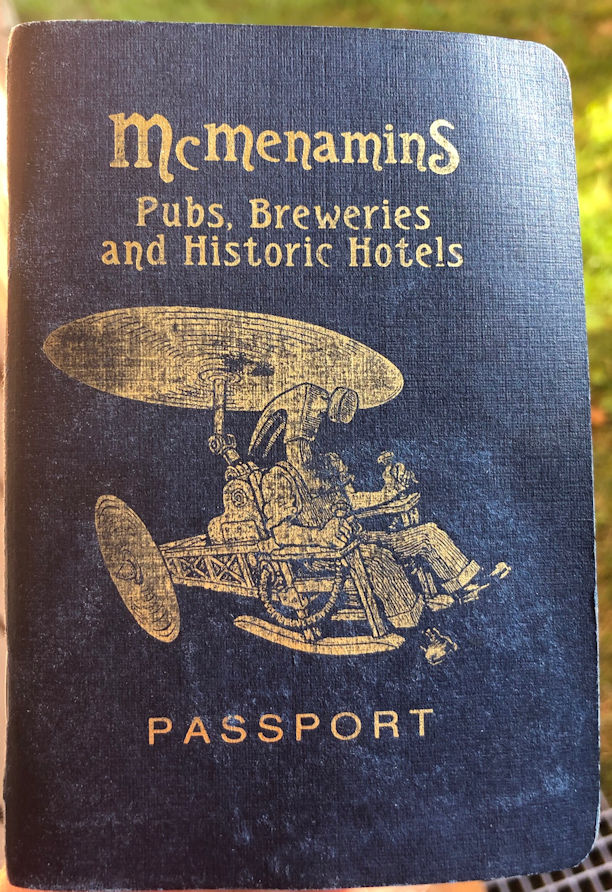 McMenaminS
Pubs, Breweries
and Historic Hotels
PASSPORT